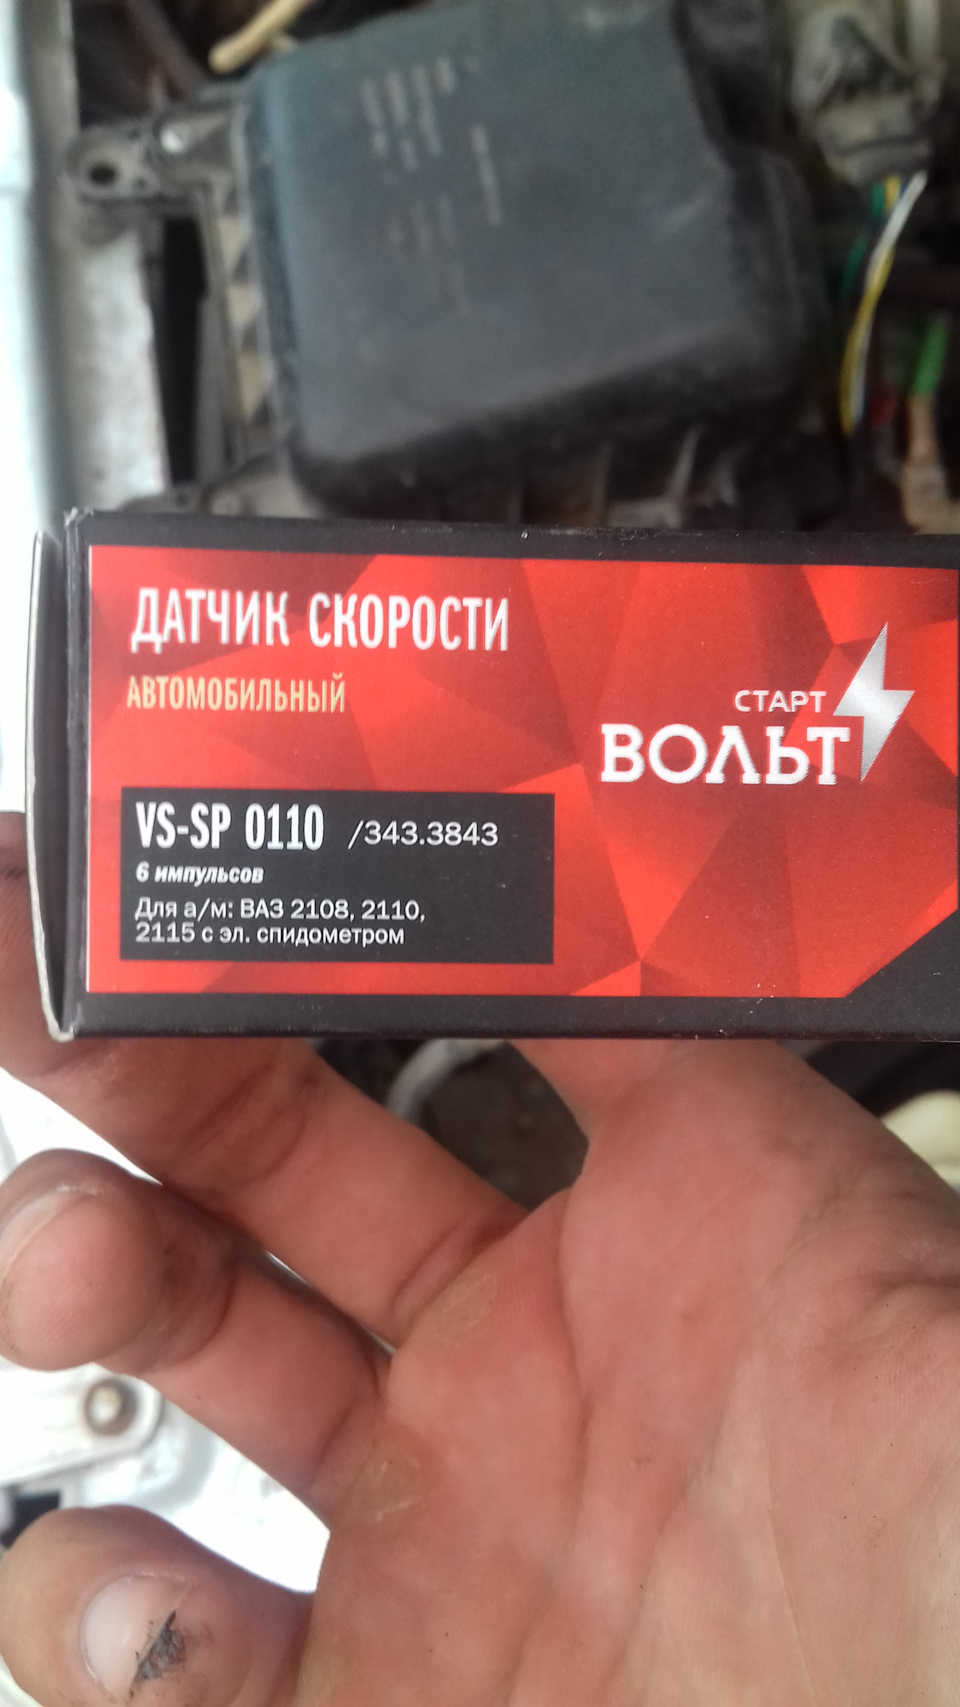 ДАТЧИК СКОРОСТИ
АВТОМОБИЛЬНЫЙ
СТАРТ
ВОЛЬТ
VS-SP 0110 /343.3843
6 импульсов
Для а/м: ВАЗ 2108, 2110,
2115 с эл. спидометром